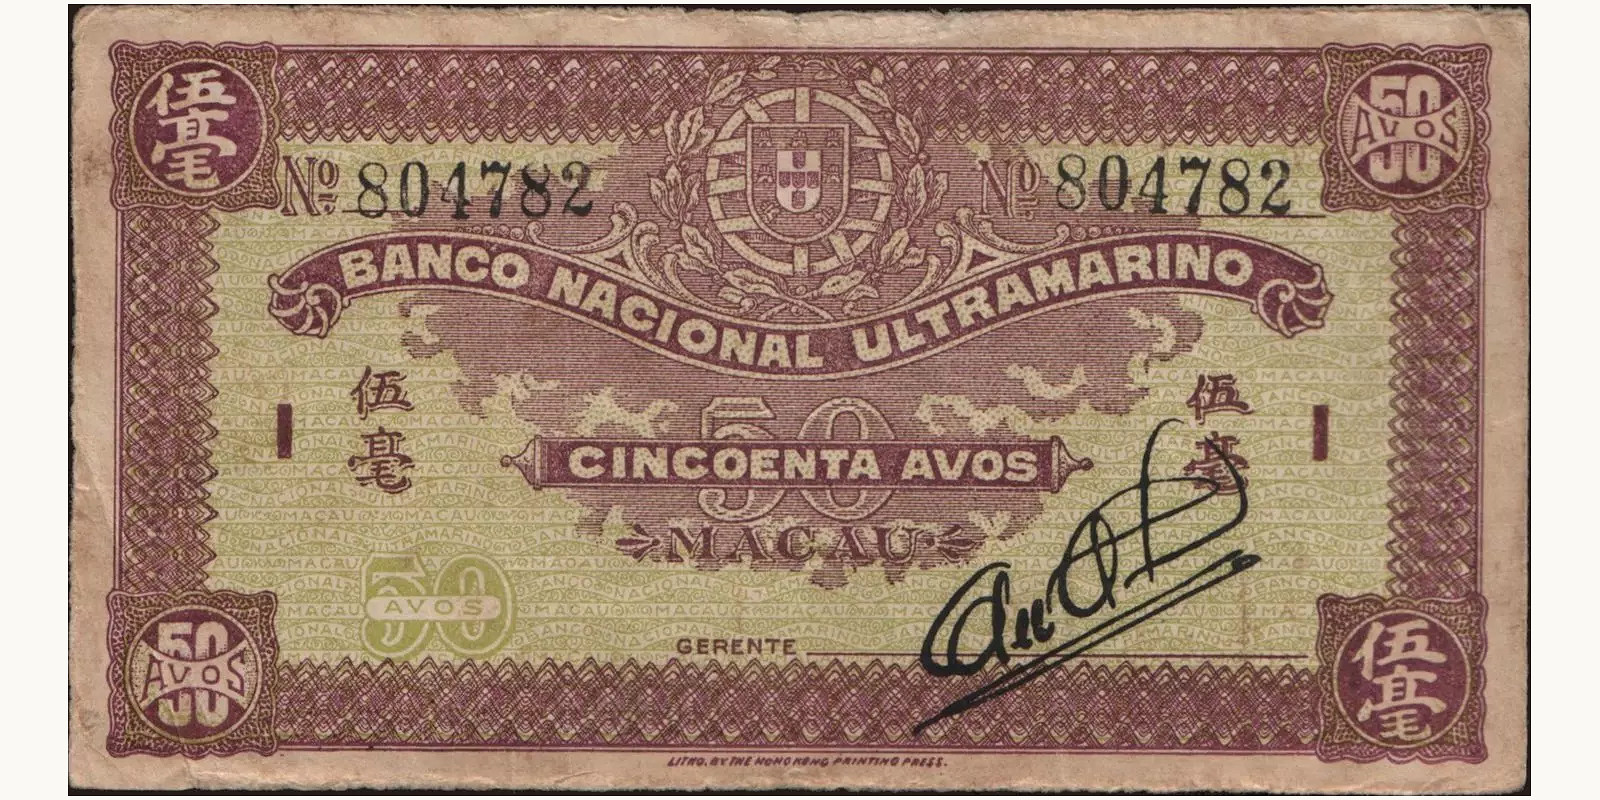 伍毫
50 AVOS
Nº 804782
Nº 804782
BANCO NACIONAL ULTRAMARINO
伍毫
伍毫
I
I
50
CINCOENTA AVOS
MACAU
50 AVOS
GERENTE
50 AVOS
伍毫
LITHO. BY THE HONG KONG PRINTING PRESS.